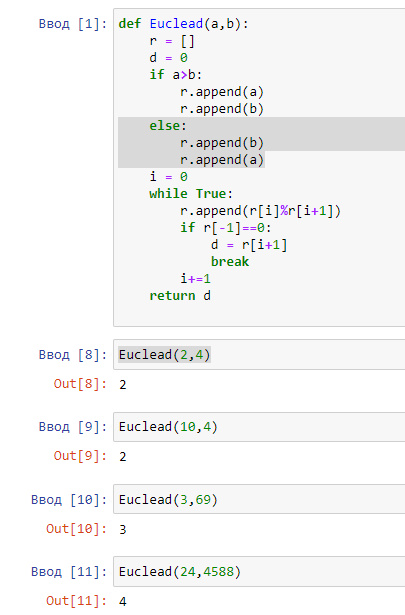 Ввод [1]: def Euclead(a,b):
    r = []
    d = 0
    if a>b:
        r.append(a)
        r.append(b)
    else:
        r.append(b)
        r.append(a)
    i = 0
    while True:
        r.append(r[i]%r[i+1])
        if r[-1]==0:
            d = r[i+1]
            break
        i+=1
    return d
Ввод [8]: Euclead(2,4)
Out[8]: 2
Ввод [9]: Euclead(10,4)
Out[9]: 2
Ввод [10]: Euclead(3,69)
Out[10]: 3
Ввод [11]: Euclead(24,4588)
Out[11]: 4